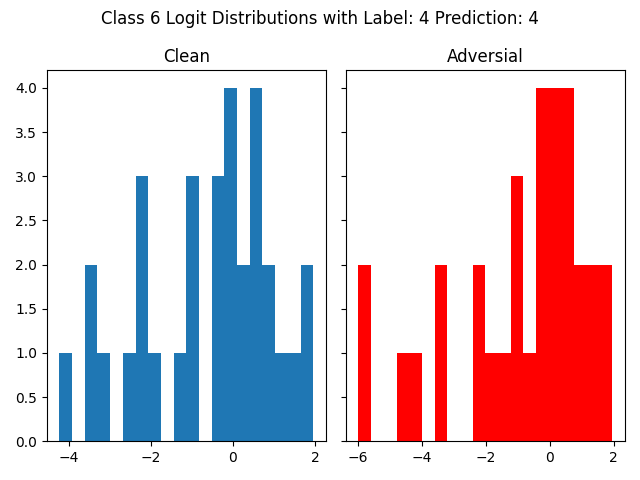 Class 6 Logit Distributions with Label: 4 Prediction: 4
Clean
Adversial
4.0
3.5
3.0
2.5
2.0
1.5
1.0
0.5
0.0
−4 −2 0 2
−6 −4 −2 0 2